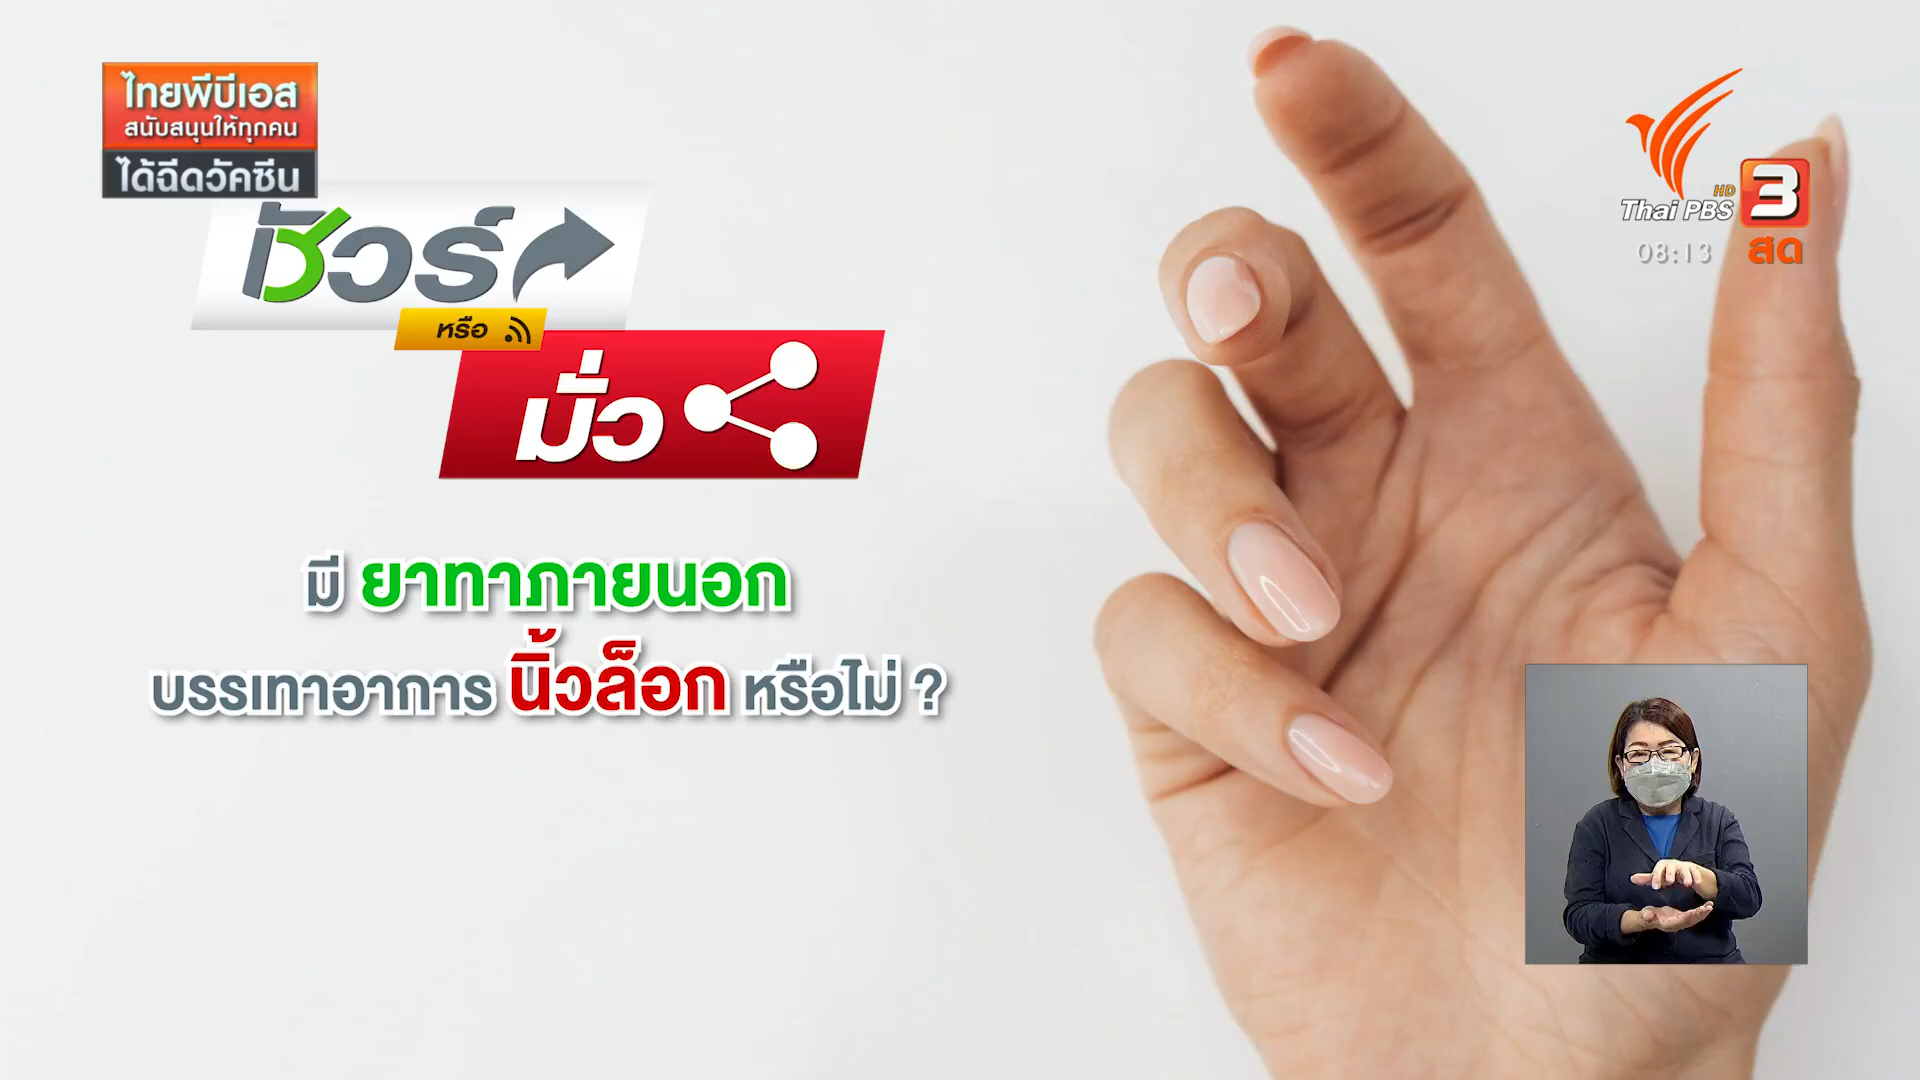 ไทยพีบีเอส
สนับสนุนให้ทุกคน
ได้ฉีดวัคซีน
ชัวร์
หรือ
มั่ว
มี ยาทาภายนอก
บรรเทาอาการ นิ้วล็อก หรือไม่ ?
HD
Thai PBS 3
08:13 สด